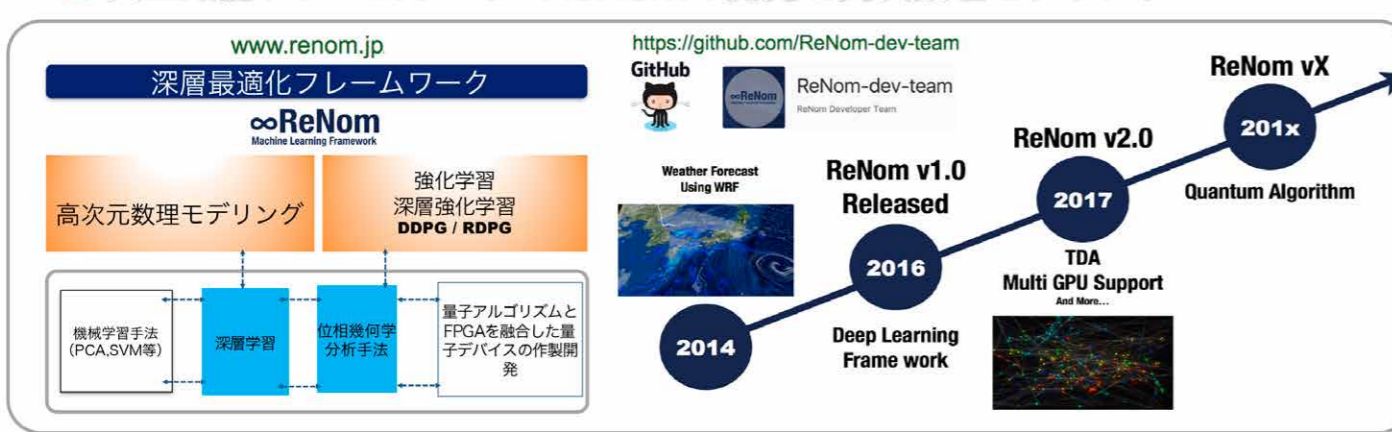 www.renom.jp
深層最適化フレームワーク
∞ReNom
Machine Learning Framework
高次元数理モデリング
強化学習
深層強化学習
DDPG / RDPG
機械学習手法
(PCA,SVM等)
深層学習
位相幾何学
分析手法
量子アルゴリズムと
FPGAを融合した量
子デバイスの作製開
発
https://github.com/ReNom-dev-team
GitHub
∞ReNom
ReNom-dev-team
ReNom Developer Team
Weather Forecast
Using WRF
2014
ReNom v1.0
Released
2016
Deep Learning
Frame work
ReNom v2.0
2017
TDA
Multi GPU Support
And More...
ReNom vX
201x
Quantum Algorithm